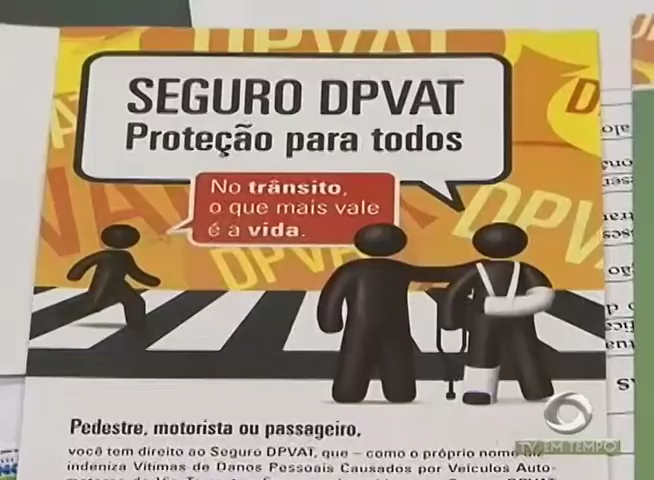 SEGURO DPVAT
Proteção para todos
No trânsito,
o que mais vale
é a vida.
DPVAT
DPV
Pedestre, motorista ou passageiro,
você tem direito ao Seguro DPVAT, que – como o próprio nome
indeniza Vítimas de Danos Pessoais Causados por Veículos Auto-
TV EM TEMPO